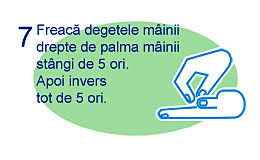 7 Freacă degetele mâinii
drepte de palma mâinii
stângi de 5 ori.
Apoi invers
tot de 5 ori.